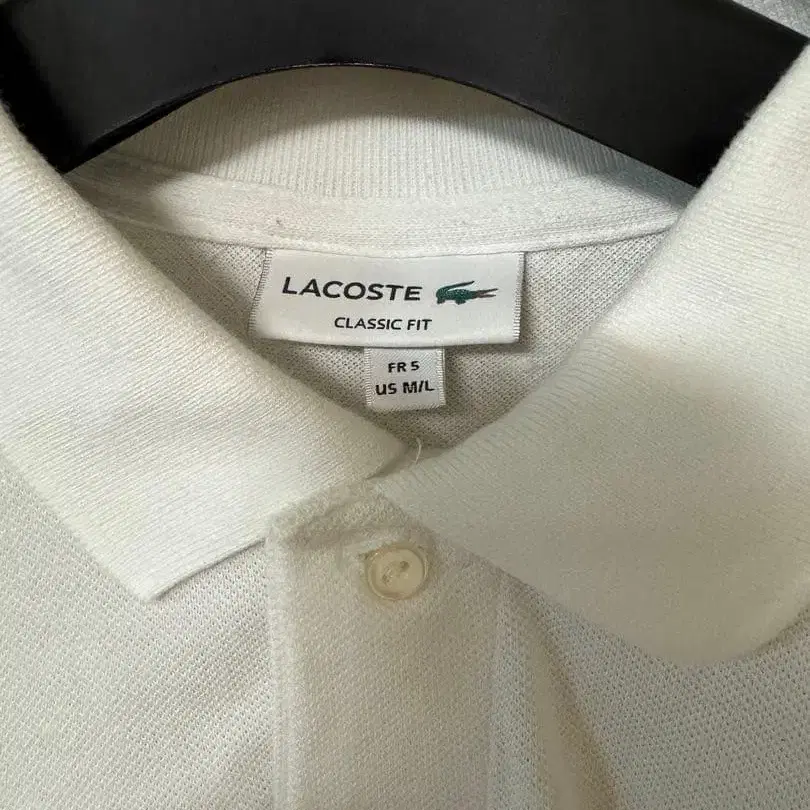 LACOSTE
CLASSIC FIT
FR 5
US M/L